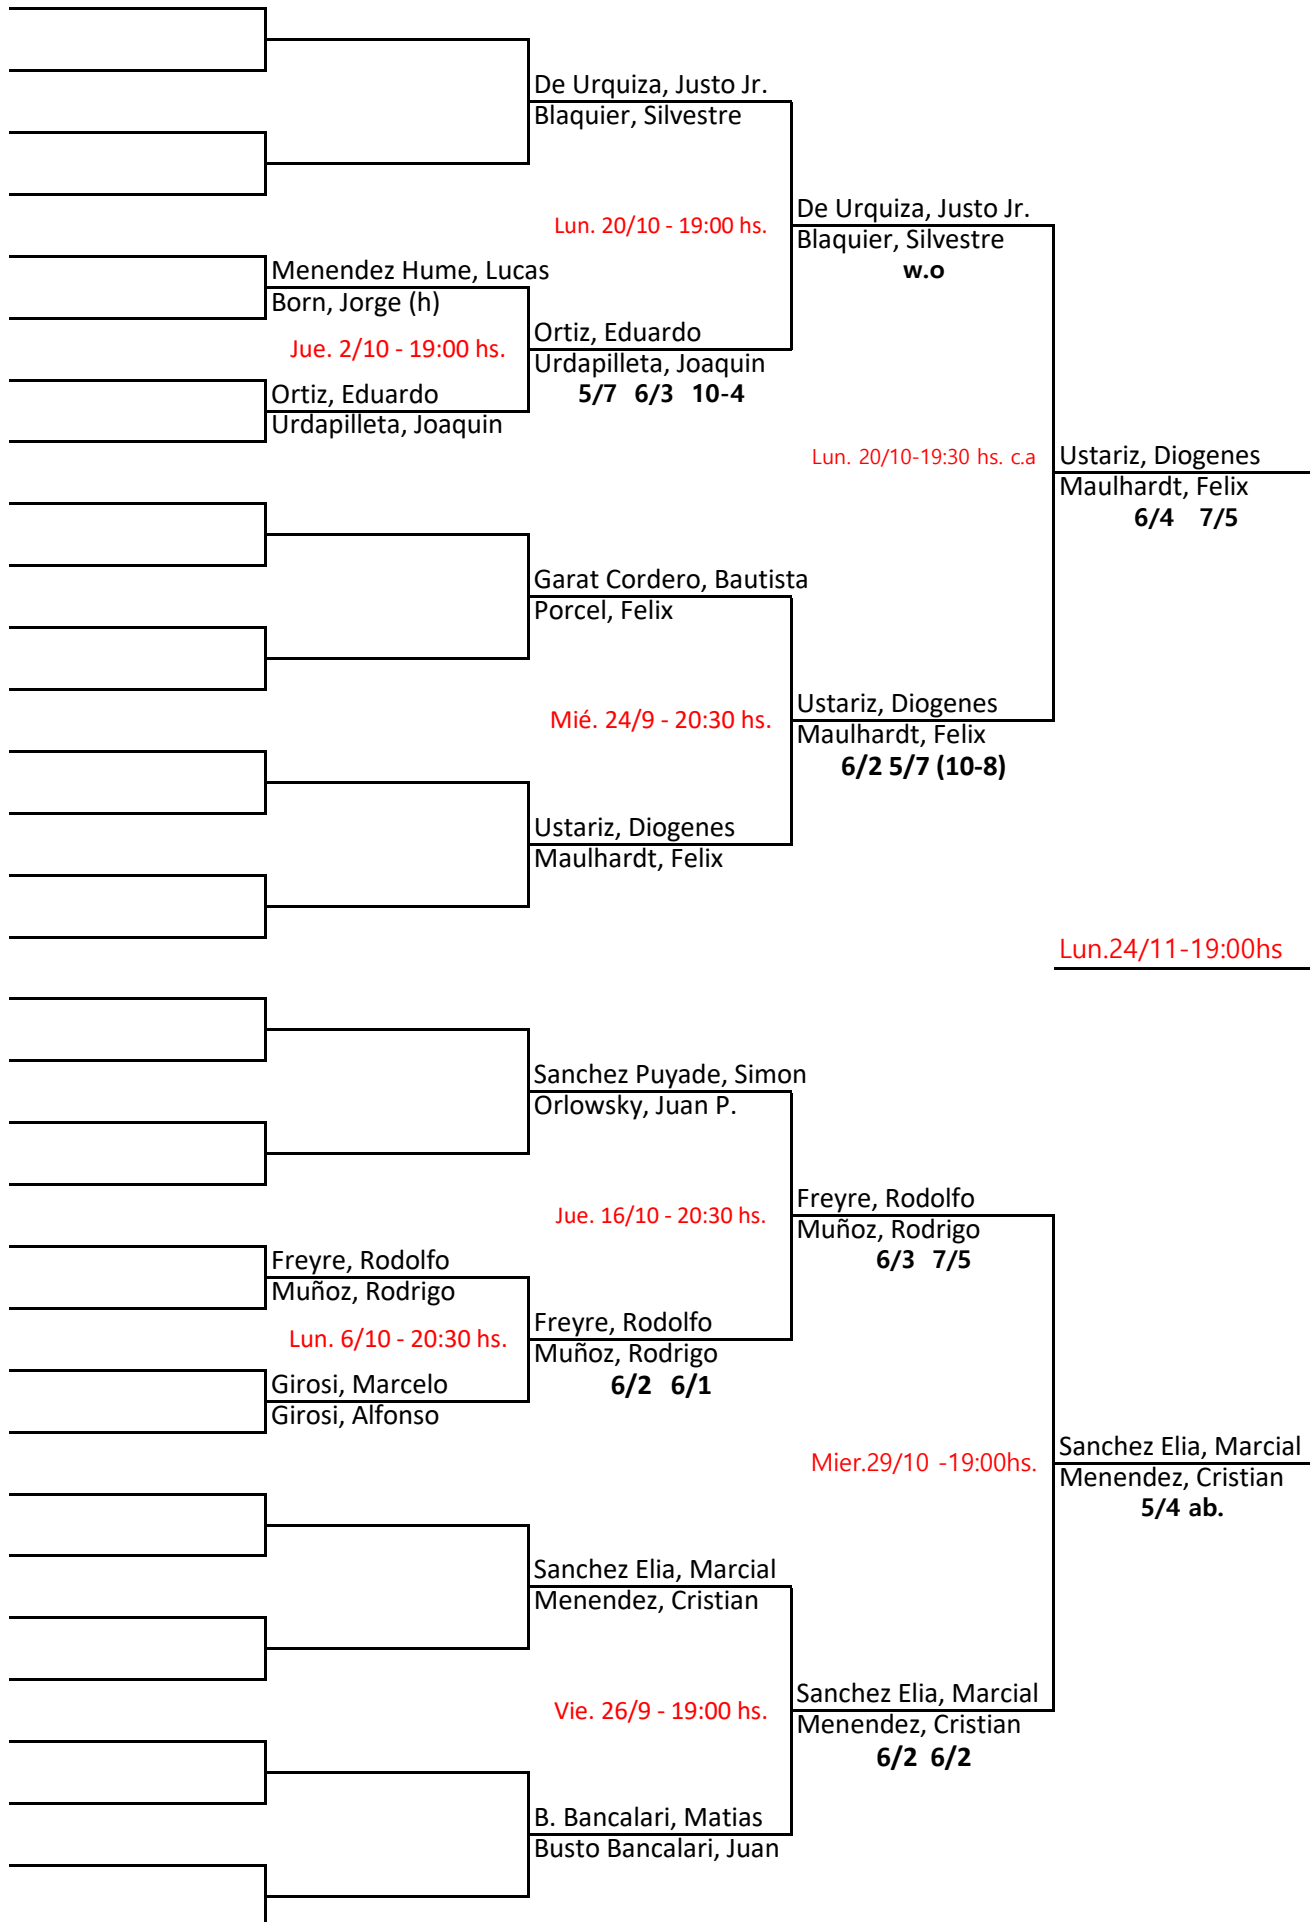 De Urquiza, Justo Jr.
Blaquier, Silvestre
Lun. 20/10 - 19:00 hs.
De Urquiza, Justo Jr.
Blaquier, Silvestre
w.o
Menendez Hume, Lucas
Born, Jorge (h)
Jue. 2/10 - 19:00 hs.
Ortiz, Eduardo
Urdapilleta, Joaquin
5/7 6/3 10-4
Ortiz, Eduardo
Urdapilleta, Joaquin
Lun. 20/10-19:30 hs. c.a
Ustariz, Diogenes
Maulhardt, Felix
6/4 7/5
Garat Cordero, Bautista
Porcel, Felix
Mié. 24/9 - 20:30 hs.
Ustariz, Diogenes
Maulhardt, Felix
6/2 5/7 (10-8)
Ustariz, Diogenes
Maulhardt, Felix
Lun.24/11-19:00hs
Sanchez Puyade, Simon
Orlowsky, Juan P.
Jue. 16/10 - 20:30 hs.
Freyre, Rodolfo
Muñoz, Rodrigo
6/3 7/5
Freyre, Rodolfo
Muñoz, Rodrigo
Lun. 6/10 - 20:30 hs.
Freyre, Rodolfo
Muñoz, Rodrigo
6/2 6/1
Girosi, Marcelo
Girosi, Alfonso
Mier.29/10 -19:00hs.
Sanchez Elia, Marcial
Menendez, Cristian
5/4 ab.
Sanchez Elia, Marcial
Menendez, Cristian
Vie. 26/9 - 19:00 hs.
Sanchez Elia, Marcial
Menendez, Cristian
6/2 6/2
B. Bancalari, Matias
Busto Bancalari, Juan